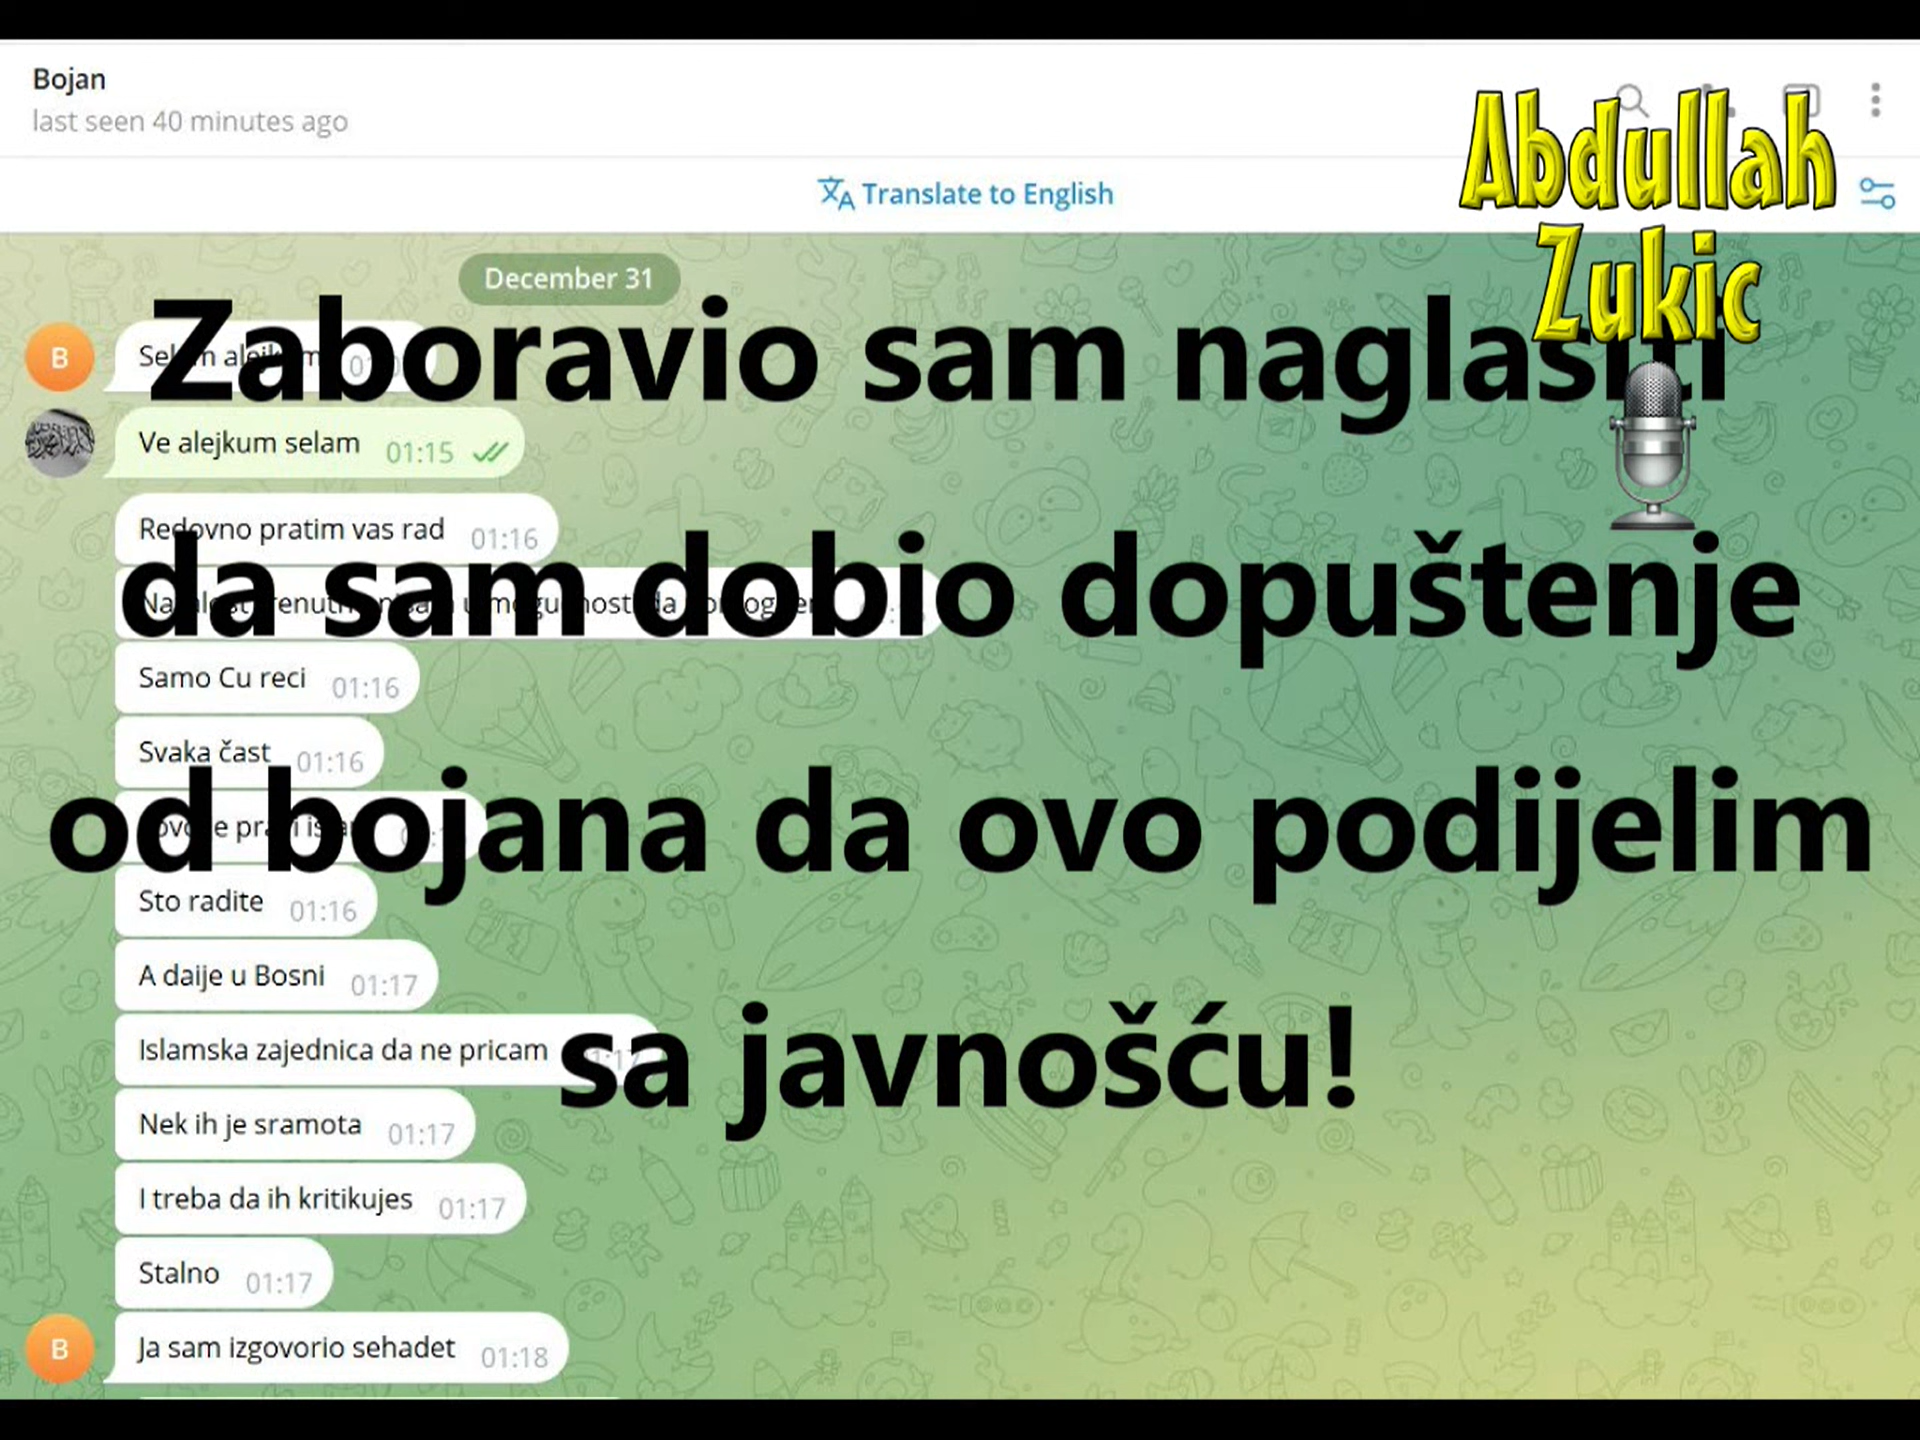 Bojan
last seen 40 minutes ago
Translate to English
Abdullah
Zukic
December 31
B
Zaboravio sam naglasiti
Ve alejkum selam 01:15
Redovno pratim vas rad 01:16
da sam dobio dopuštenje
Samo Cu reci 01:16
Svaka čast 01:16
od bojana da ovo podijelim
Sto radite 01:16
A daije u Bosni 01:17
Islamska zajednica da ne pricam 01:17
sa javnošću!
Nek ih je sramota 01:17
I treba da ih kritikujes 01:17
Stalno 01:17
B
Ja sam izgovorio sehadet 01:18